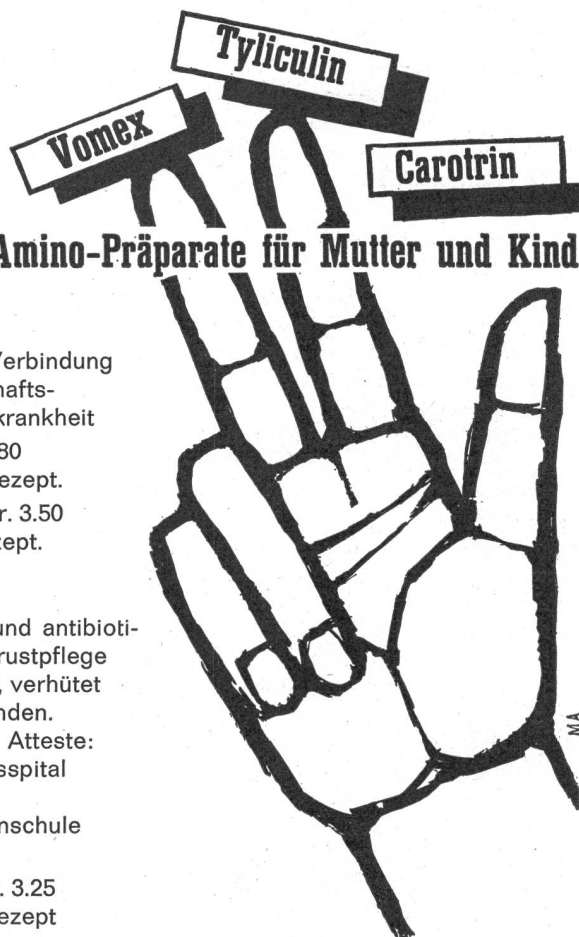 Tyliculin
Vomex
Carotrin
Amino-Präparate für Mutter und Kind
Verbindung
hafts-
krankheit
80
ezept.
r. 3.50
zept.
und antibioti-
rustpflege
, verhütet
nden.
Atteste:
sspital
nschule
. 3.25
ezept
MA